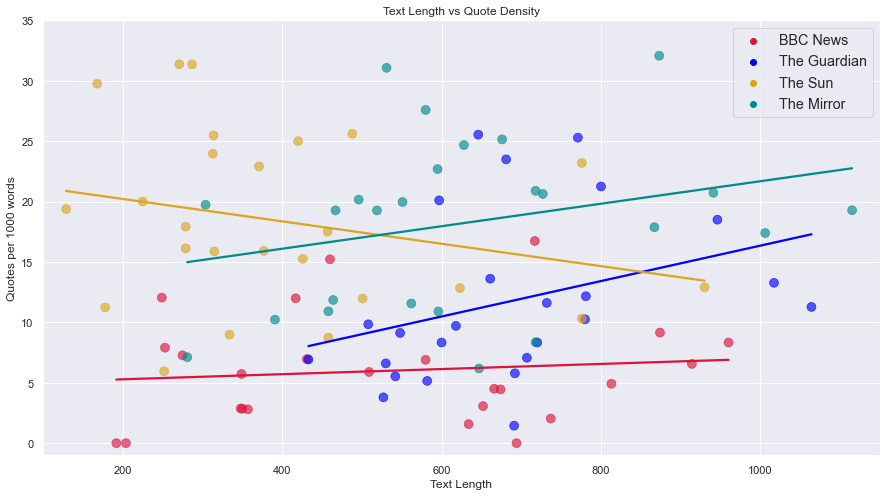 Text Length vs Quote Density
Quotes per 1000 words
35
30
25
20
15
10
5
0
BBC News
The Guardian
The Sun
The Mirror
200
400
600
800
1000
Text Length